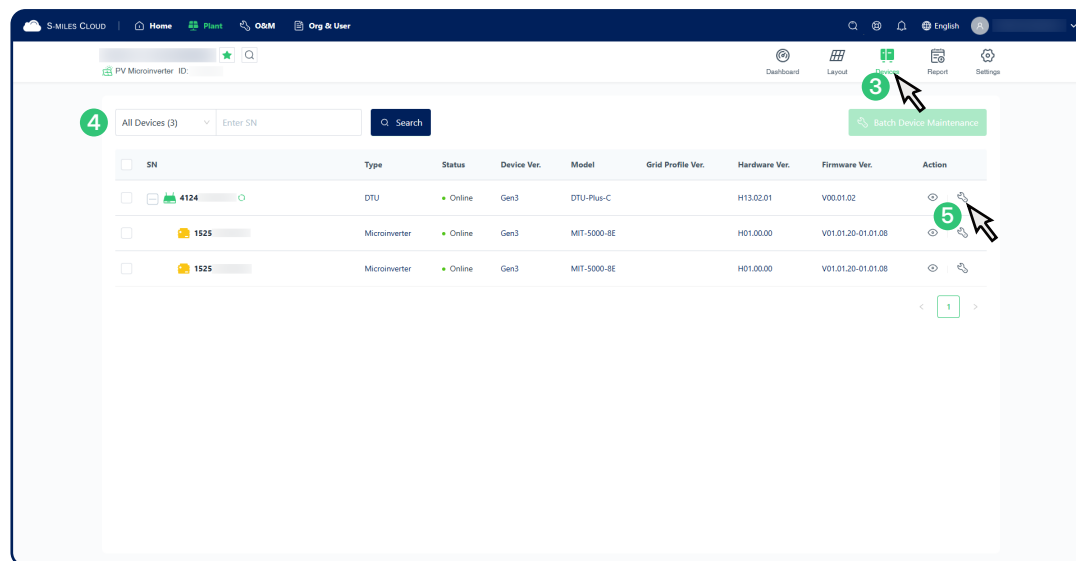 S-MILES CLOUD Home Plant O&M Org & User English
PV Microinverter ID: Dashboard Layout Devices Report Settings
3
4 All Devices (3) Enter SN Search Batch Device Maintenance
SN Type Status Device Ver. Model Grid Profile Ver. Hardware Ver. Firmware Ver. Action
4124 DTU Online Gen3 DTU-Plus-C H13.02.01 V00.01.02
5
1525 Microinverter Online Gen3 MIT-5000-8E H01.00.00 V01.01.20-01.01.08
1525 Microinverter Online Gen3 MIT-5000-8E H01.00.00 V01.01.20-01.01.08
< 1 >